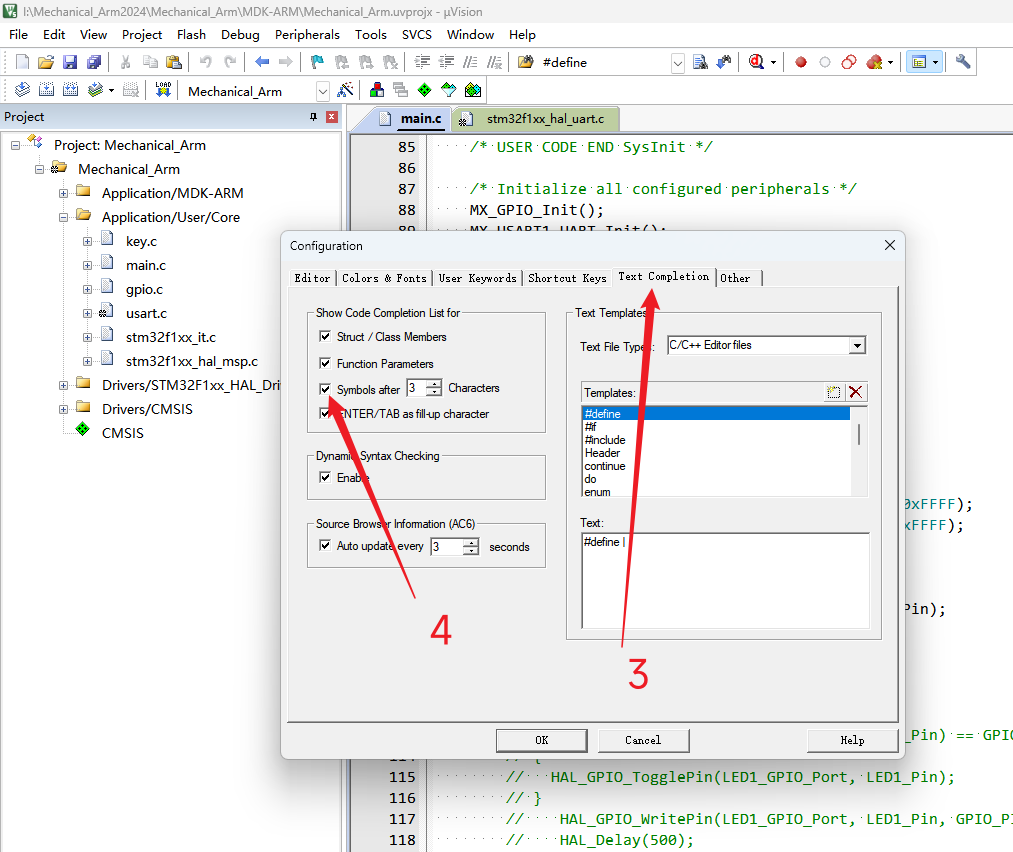 I:\Mechanical_Arm2024\Mechanical_Arm\MDK-ARM\Mechanical_Arm.uvprojx - µVision
File Edit View Project Flash Debug Peripherals Tools SVCS Window Help
#define
LOAD Mechanical_Arm
Project
main.c stm32f1xx_hal_uart.c
Project: Mechanical_Arm
Mechanical_Arm
Application/MDK-ARM
Application/User/Core
key.c
main.c
gpio.c
usart.c
stm32f1xx_it.c
stm32f1xx_hal_msp.c
Drivers/STM32F1xx_HAL_Dri
Drivers/CMSIS
CMSIS
85 /* USER CODE END SysInit */
86
87 /* Initialize all configured peripherals */
88 MX_GPIO_Init();
89 MX_USART1_UART_Init();
Configuration
Editor Colors & Fonts User Keywords Shortcut Keys Text Completion Other
Show Code Completion List for
Struct / Class Members
Function Parameters
Symbols after 3 Characters
ENTER/TAB as fill-up character
Dynamic Syntax Checking
Enable
Source Browser Information (AC6)
Auto update every 3 seconds
Text Templates
Text File Type: C/C++ Editor files
Templates:
#define
#if
#include
Header
continue
do
enum
Text:
#define |
4
3
OK Cancel Help
0xFFFF);
xFFFF);
Pin);
_Pin) == GPIO
114 // {
115 // HAL_GPIO_TogglePin(LED1_GPIO_Port, LED1_Pin);
116 // }
117 // HAL_GPIO_WritePin(LED1_GPIO_Port, LED1_Pin, GPIO_PI
118 // HAL_Delay(500);